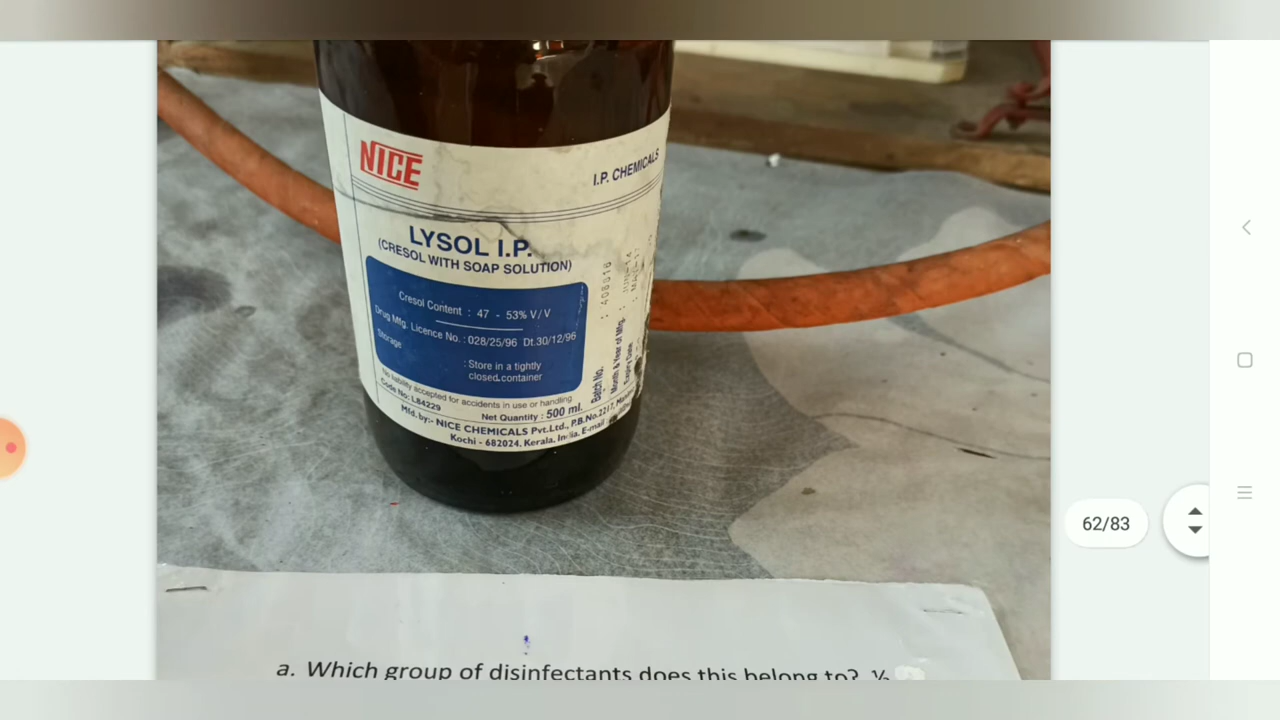 NICE
I.P. CHEMICALS
LYSOL I.P.
(CRESOL WITH SOAP SOLUTION)
Cresol Content : 47 - 53% V/V
Drug Mfg. Licence No. : 028/25/96 Dt.30/12/96
Storage : Store in a tightly
closed container
No liability accepted for accidents in use or handling
Code No: L84229
Net Quantity : 500 ml.
Mfd. by:- NICE CHEMICALS Pvt.Ltd., P.B.No.2217,
Kochi - 682024, Kerala. India. E-mail
Batch No. : 408016
Month & Year of Mfg. :
Expiry Date :
a. Which group of disinfectants does this belong to? ½
62/83